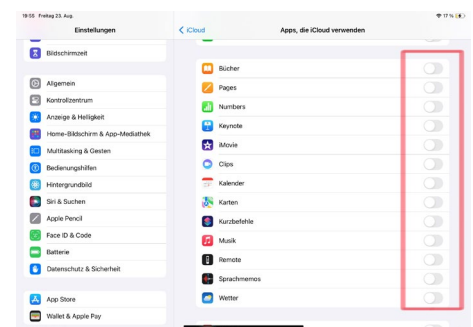 19:55 Freitag 23. Aug.
17 %
Einstellungen
iCloud
Apps, die iCloud verwenden
Bildschirmzeit
Allgemein
Kontrollzentrum
Anzeige & Helligkeit
Home-Bildschirm & App-Mediathek
Multitasking & Gesten
Bedienungshilfen
Hintergrundbild
Siri & Suchen
Apple Pencil
Face ID & Code
Batterie
Datenschutz & Sicherheit
App Store
Wallet & Apple Pay
Bücher
Pages
Numbers
Keynote
iMovie
Clips
Kalender
Karten
Kurzbefehle
Musik
Remote
Sprachmemos
Wetter